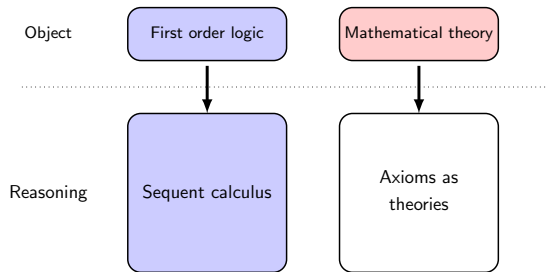 Object
First order logic
Mathematical theory
Reasoning
Sequent calculus
Axioms as
theories